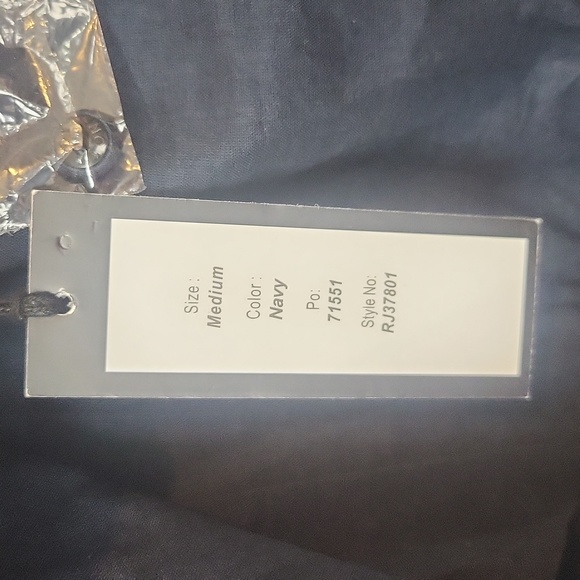 Size :
Medium
Color :
Navy
Po:
71551
Style No:
RJ37801